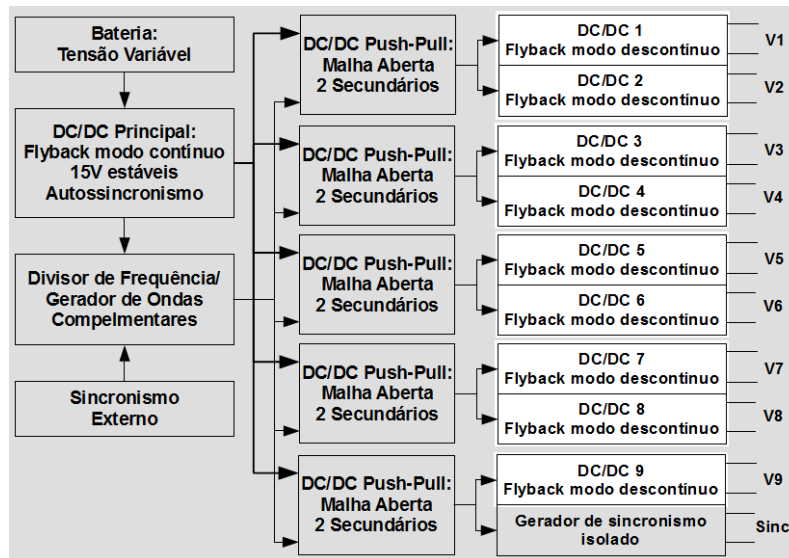 Bateria:
Tensão Variável
DC/DC Principal:
Flyback modo contínuo
15V estáveis
Autossincronismo
Divisor de Frequência/
Gerador de Ondas
Compelmentares
Sincronismo
Externo
DC/DC Push-Pull:
Malha Aberta
2 Secundários
DC/DC Push-Pull:
Malha Aberta
2 Secundários
DC/DC Push-Pull:
Malha Aberta
2 Secundários
DC/DC Push-Pull:
Malha Aberta
2 Secundários
DC/DC Push-Pull:
Malha Aberta
2 Secundários
DC/DC 1
Flyback modo descontínuo
V1
DC/DC 2
Flyback modo descontínuo
V2
DC/DC 3
Flyback modo descontínuo
V3
DC/DC 4
Flyback modo descontínuo
V4
DC/DC 5
Flyback modo descontínuo
V5
DC/DC 6
Flyback modo descontínuo
V6
DC/DC 7
Flyback modo descontínuo
V7
DC/DC 8
Flyback modo descontínuo
V8
DC/DC 9
Flyback modo descontínuo
V9
Gerador de sincronismo
isolado
Sinc